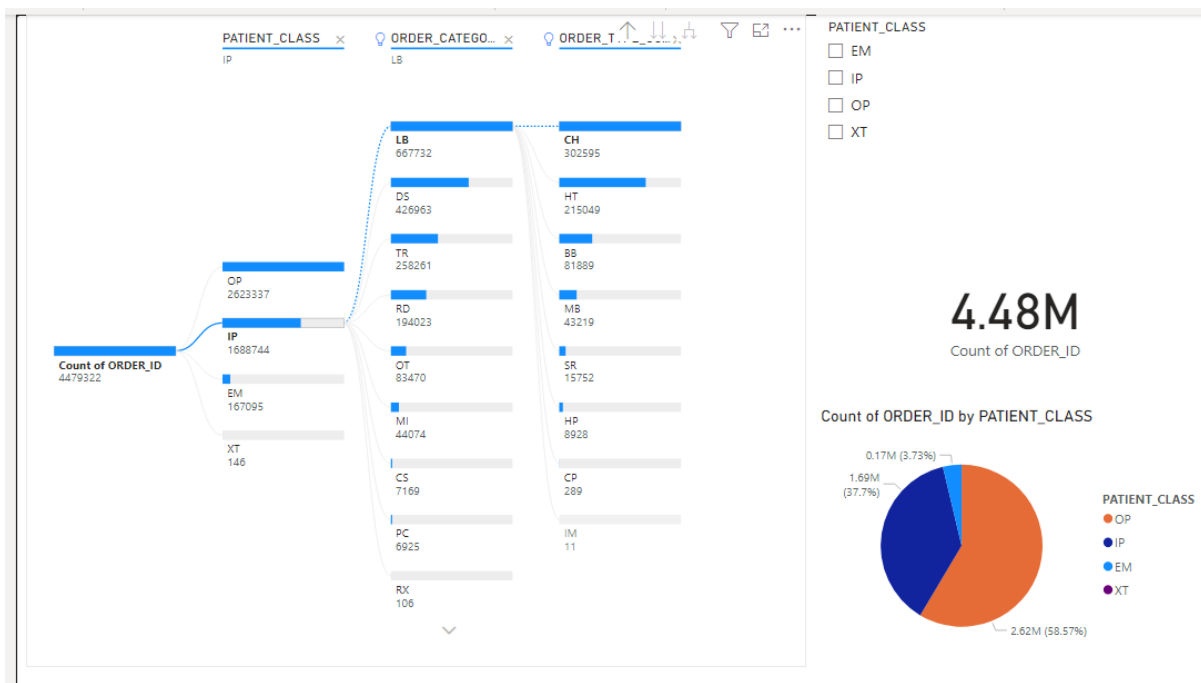 PATIENT_CLASS
IP
ORDER_CATEGO...
LB
OP
2623337
IP
1688744
EM
167095
XT
146
Count of ORDER_ID
4479322
LB
667732
DS
426963
TR
258261
RD
194023
OT
83470
MI
44074
CS
7169
PC
6925
RX
106
CH
302595
HT
215049
BB
81889
MB
43219
SR
15752
HP
8928
CP
289
IM
11
PATIENT_CLASS
EM
IP
OP
XT
4.48M
Count of ORDER_ID
Count of ORDER_ID by PATIENT_CLASS
0.17M (3.73%)
1.69M
(37.7%)
2.62M (58.57%)
PATIENT_CLASS
OP
IP
EM
XT